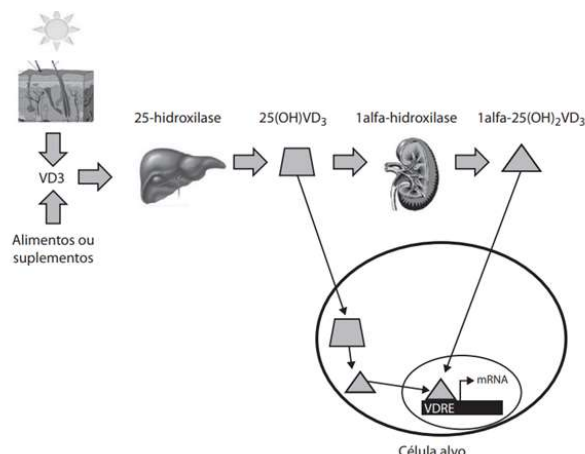 25-hidroxilase
25(OH)VD₃
1alfa-hidroxilase
1alfa-25(OH)₂VD₃
VD3
Alimentos ou
suplementos
mRNA
VDRE
Célula alvo